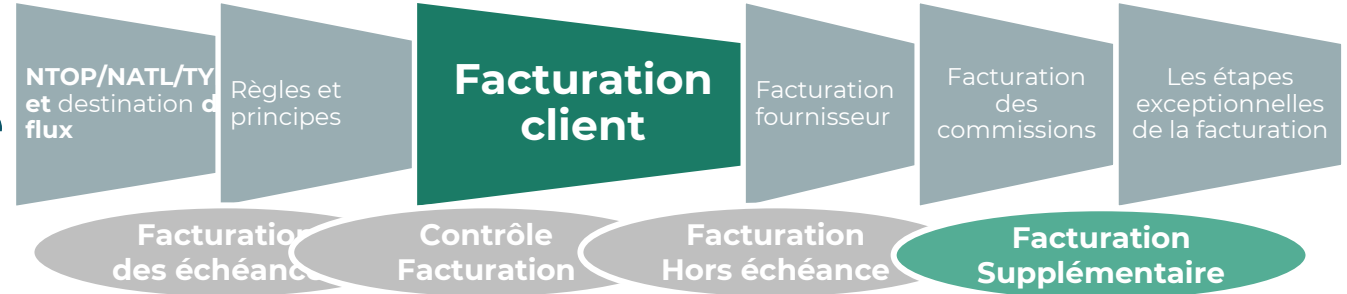 NTOP/NATL/TY
et destination d
flux
Règles et
principes
Facturation
client
Facturation
fournisseur
Facturation
des
commissions
Les étapes
exceptionnelles
de la facturation
Facturation
des échéanc
Contrôle
Facturation
Facturation
Hors échéance
Facturation
Supplémentaire